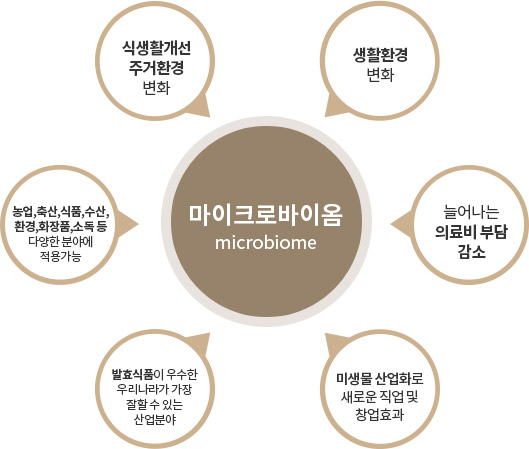 식생활개선
주거환경
변화
생활환경
변화
농업,축산,식품,수산,
환경,화장품,소독 등
다양한 분야에
적용가능
마이크로바이옴
microbiome
늘어나는
의료비 부담
감소
발효식품이 우수한
우리나라가 가장
잘할 수 있는
산업분야
미생물 산업화로
새로운 직업 및
창업효과